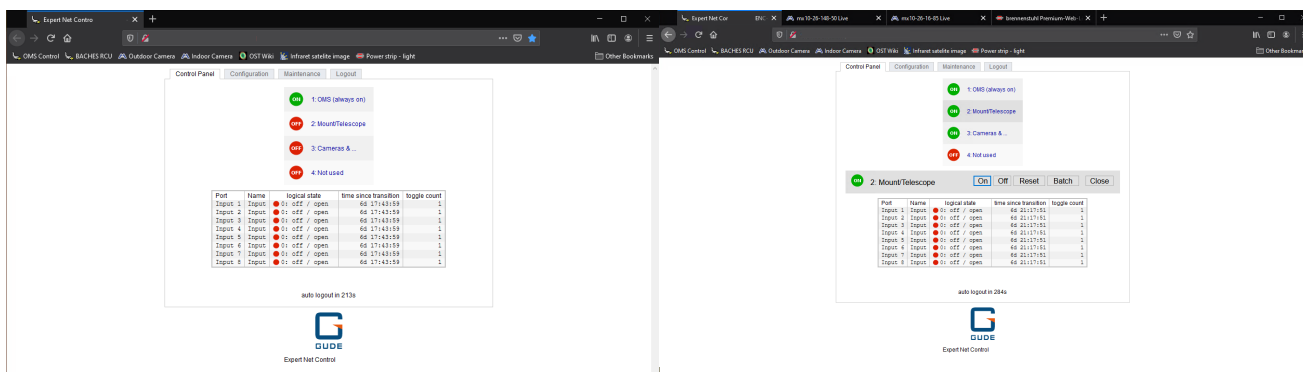 Expert Net Contro
OMS Control BACHES RCU Outdoor Camera Indoor Camera OST Wiki Infraret satelite image Power strip - light Other Bookmarks
Control Panel Configuration Maintenance Logout
ON 1: OMS (always on)
OFF 2: Mount/Telescope
OFF 3: Cameras & ..
OFF 4: Not used
Port Name logical state time since transition toggle count
Input 1 Input 0: off / open 6d 17:43:59 1
Input 2 Input 0: off / open 6d 17:43:59 1
Input 3 Input 0: off / open 6d 17:43:59 1
Input 4 Input 0: off / open 6d 17:43:59 1
Input 5 Input 0: off / open 6d 17:43:59 1
Input 6 Input 0: off / open 6d 17:43:59 1
Input 7 Input 0: off / open 6d 17:43:59 1
Input 8 Input 0: off / open 6d 17:43:59 1
auto logout in 213s
GUDE
Expert Net Control
Expert Net Cor mx10-26-148-50 Live mx10-26-16-85 Live brennenstuhl Premium-Web-
OMS Control BACHES RCU Outdoor Camera Indoor Camera OST Wiki Infraret satelite image Power strip - light Other Bookmarks
Control Panel Configuration Maintenance Logout
ON 1: OMS (always on)
ON 2: Mount/Telescope
ON 3: Cameras & ..
OFF 4: Not used
ON 2: Mount/Telescope On Off Reset Batch Close
Port Name logical state time since transition toggle count
Input 1 Input 0: off / open 6d 21:17:51 1
Input 2 Input 0: off / open 6d 21:17:51 1
Input 3 Input 0: off / open 6d 21:17:51 1
Input 4 Input 0: off / open 6d 21:17:51 1
Input 5 Input 0: off / open 6d 21:17:51 1
Input 6 Input 0: off / open 6d 21:17:51 1
Input 7 Input 0: off / open 6d 21:17:51 1
Input 8 Input 0: off / open 6d 21:17:51 1
auto logout in 284s
GUDE
Expert Net Control